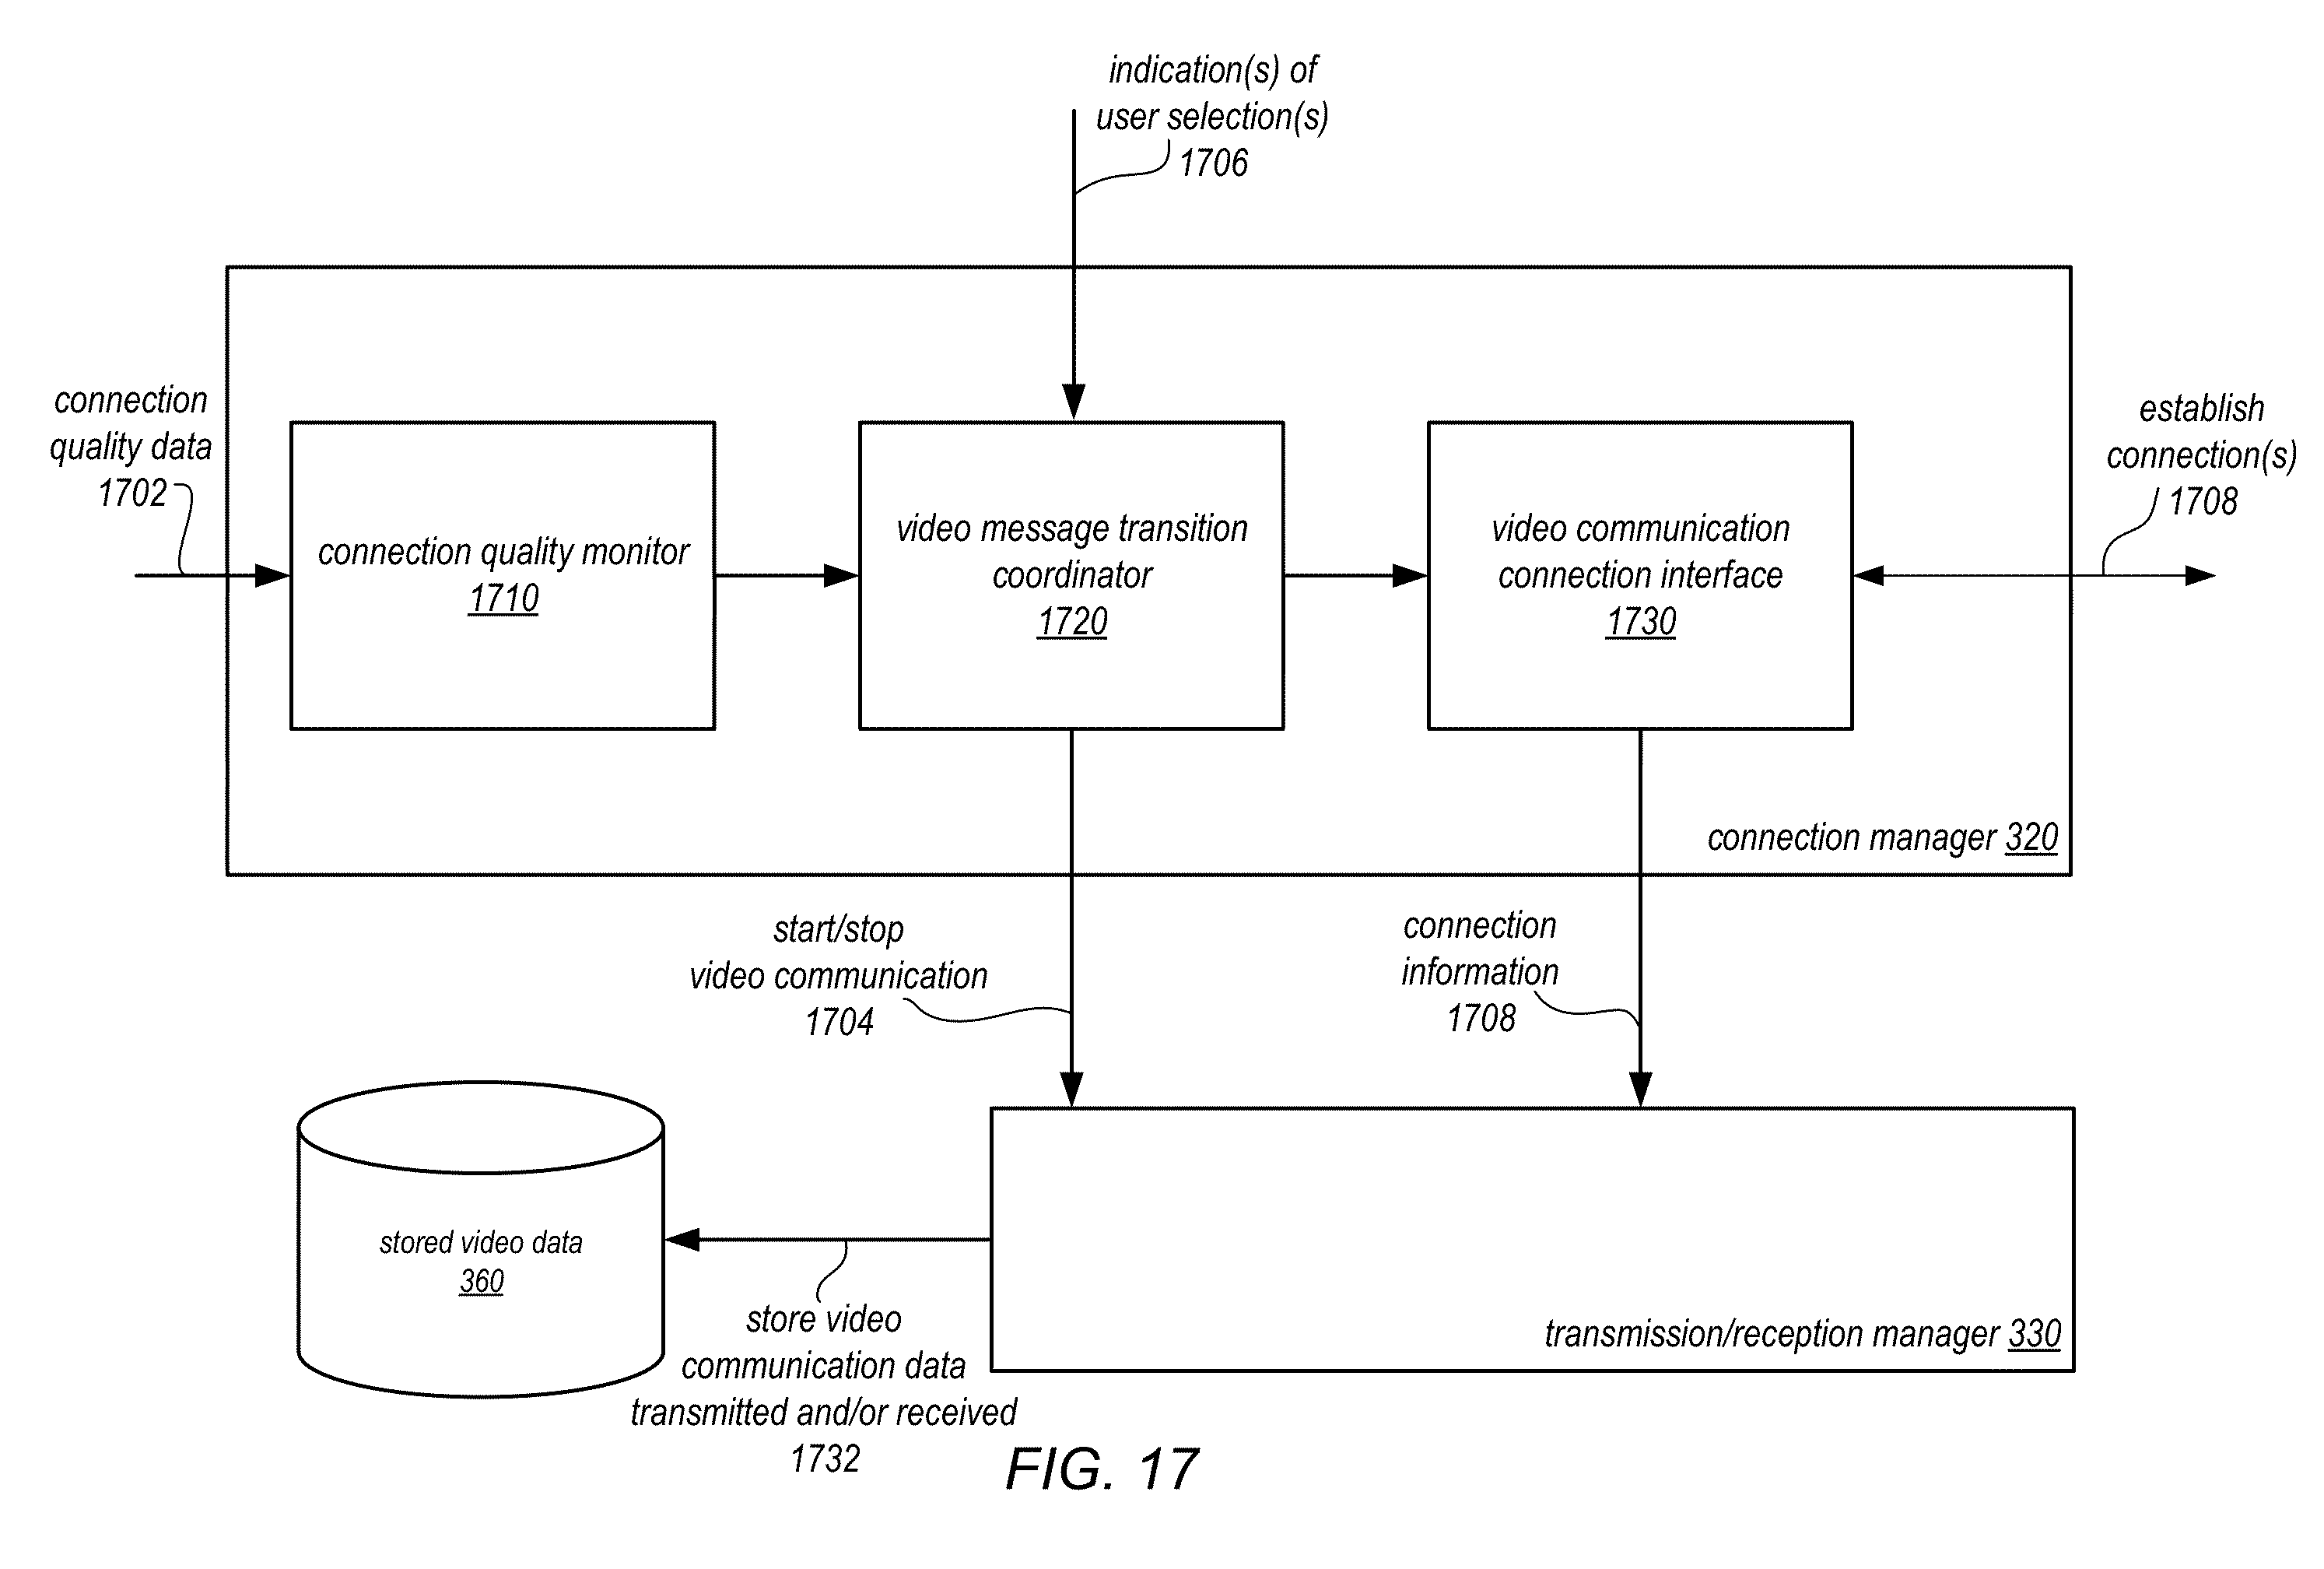 indication(s) of
user selection(s)
1706
connection
quality data
1702
connection quality monitor
1710
video message transition
coordinator
1720
video communication
connection interface
1730
establish
connection(s)
1708
connection manager 320
start/stop
video communication
1704
connection
information
1708
stored video data
360
store video
communication data
transmitted and/or received
1732
transmission/reception manager 330
FIG. 17